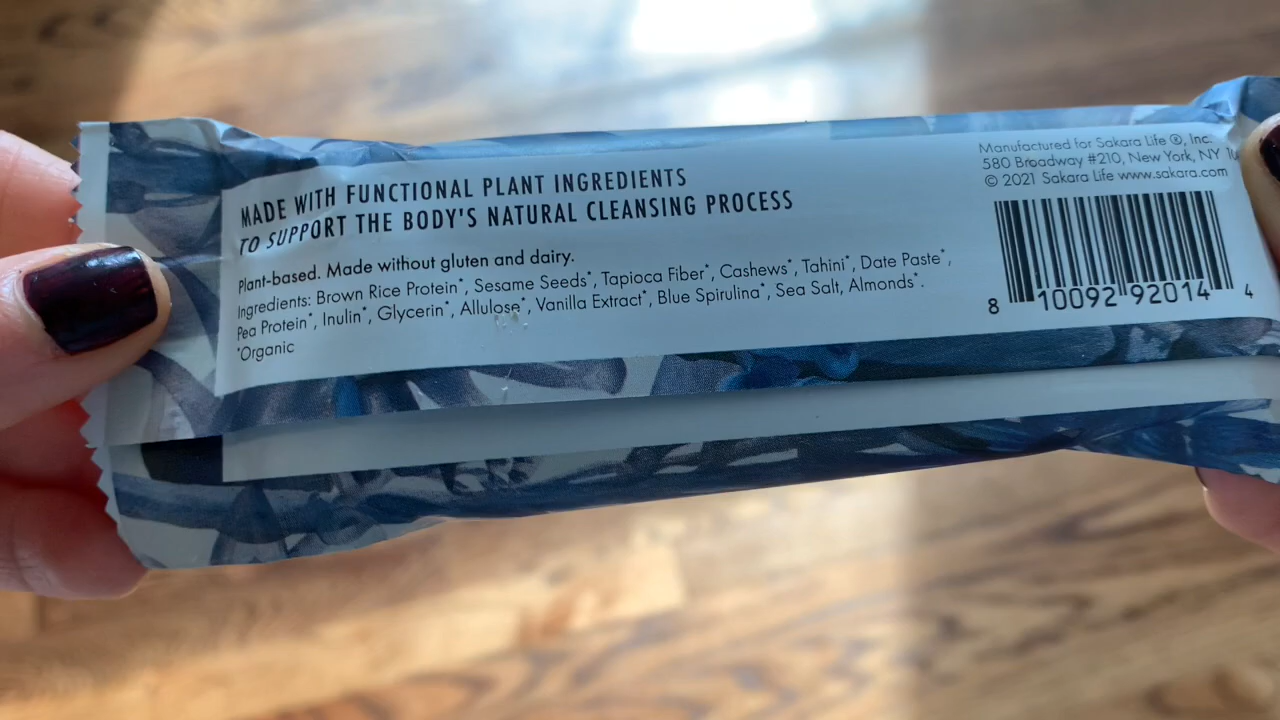 MADE WITH FUNCTIONAL PLANT INGREDIENTS
TO SUPPORT THE BODY'S NATURAL CLEANSING PROCESS
Plant-based. Made without gluten and dairy.
Ingredients: Brown Rice Protein*, Sesame Seeds*, Tapioca Fiber*, Cashews*, Tahini*, Date Paste*,
Pea Protein*, Inulin*, Glycerin*, Allulose*, Vanilla Extract*, Blue Spirulina*, Sea Salt, Almonds*.
*Organic
Manufactured for Sakara Life ®, Inc.
580 Broadway #210, New York, NY
© 2021 Sakara Life www.sakara.com
8 10092 92014 4